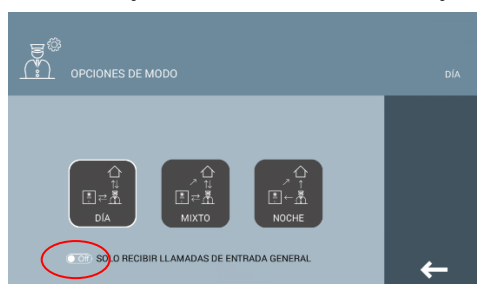 OPCIONES DE MODO
DÍA
DÍA
MIXTO
NOCHE
Off
SOLO RECIBIR LLAMADAS DE ENTRADA GENERAL